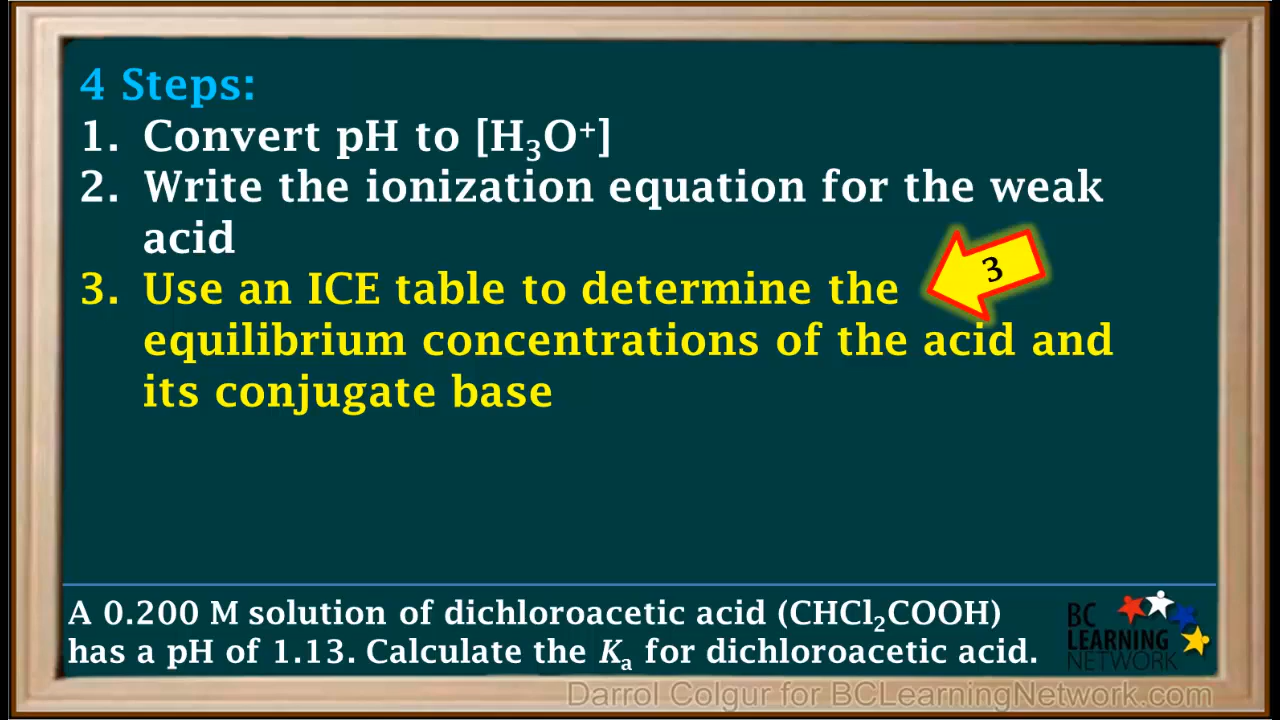 4 Steps:
1. Convert pH to [H₃O⁺]
2. Write the ionization equation for the weak
acid
3. Use an ICE table to determine the
3
equilibrium concentrations of the acid and
its conjugate base
A 0.200 M solution of dichloroacetic acid (CHCl₂COOH)
has a pH of 1.13. Calculate the Kₐ for dichloroacetic acid.
BC
LEARNING
NETWORK
Darrol Colgur for BCLearningNetwork.com